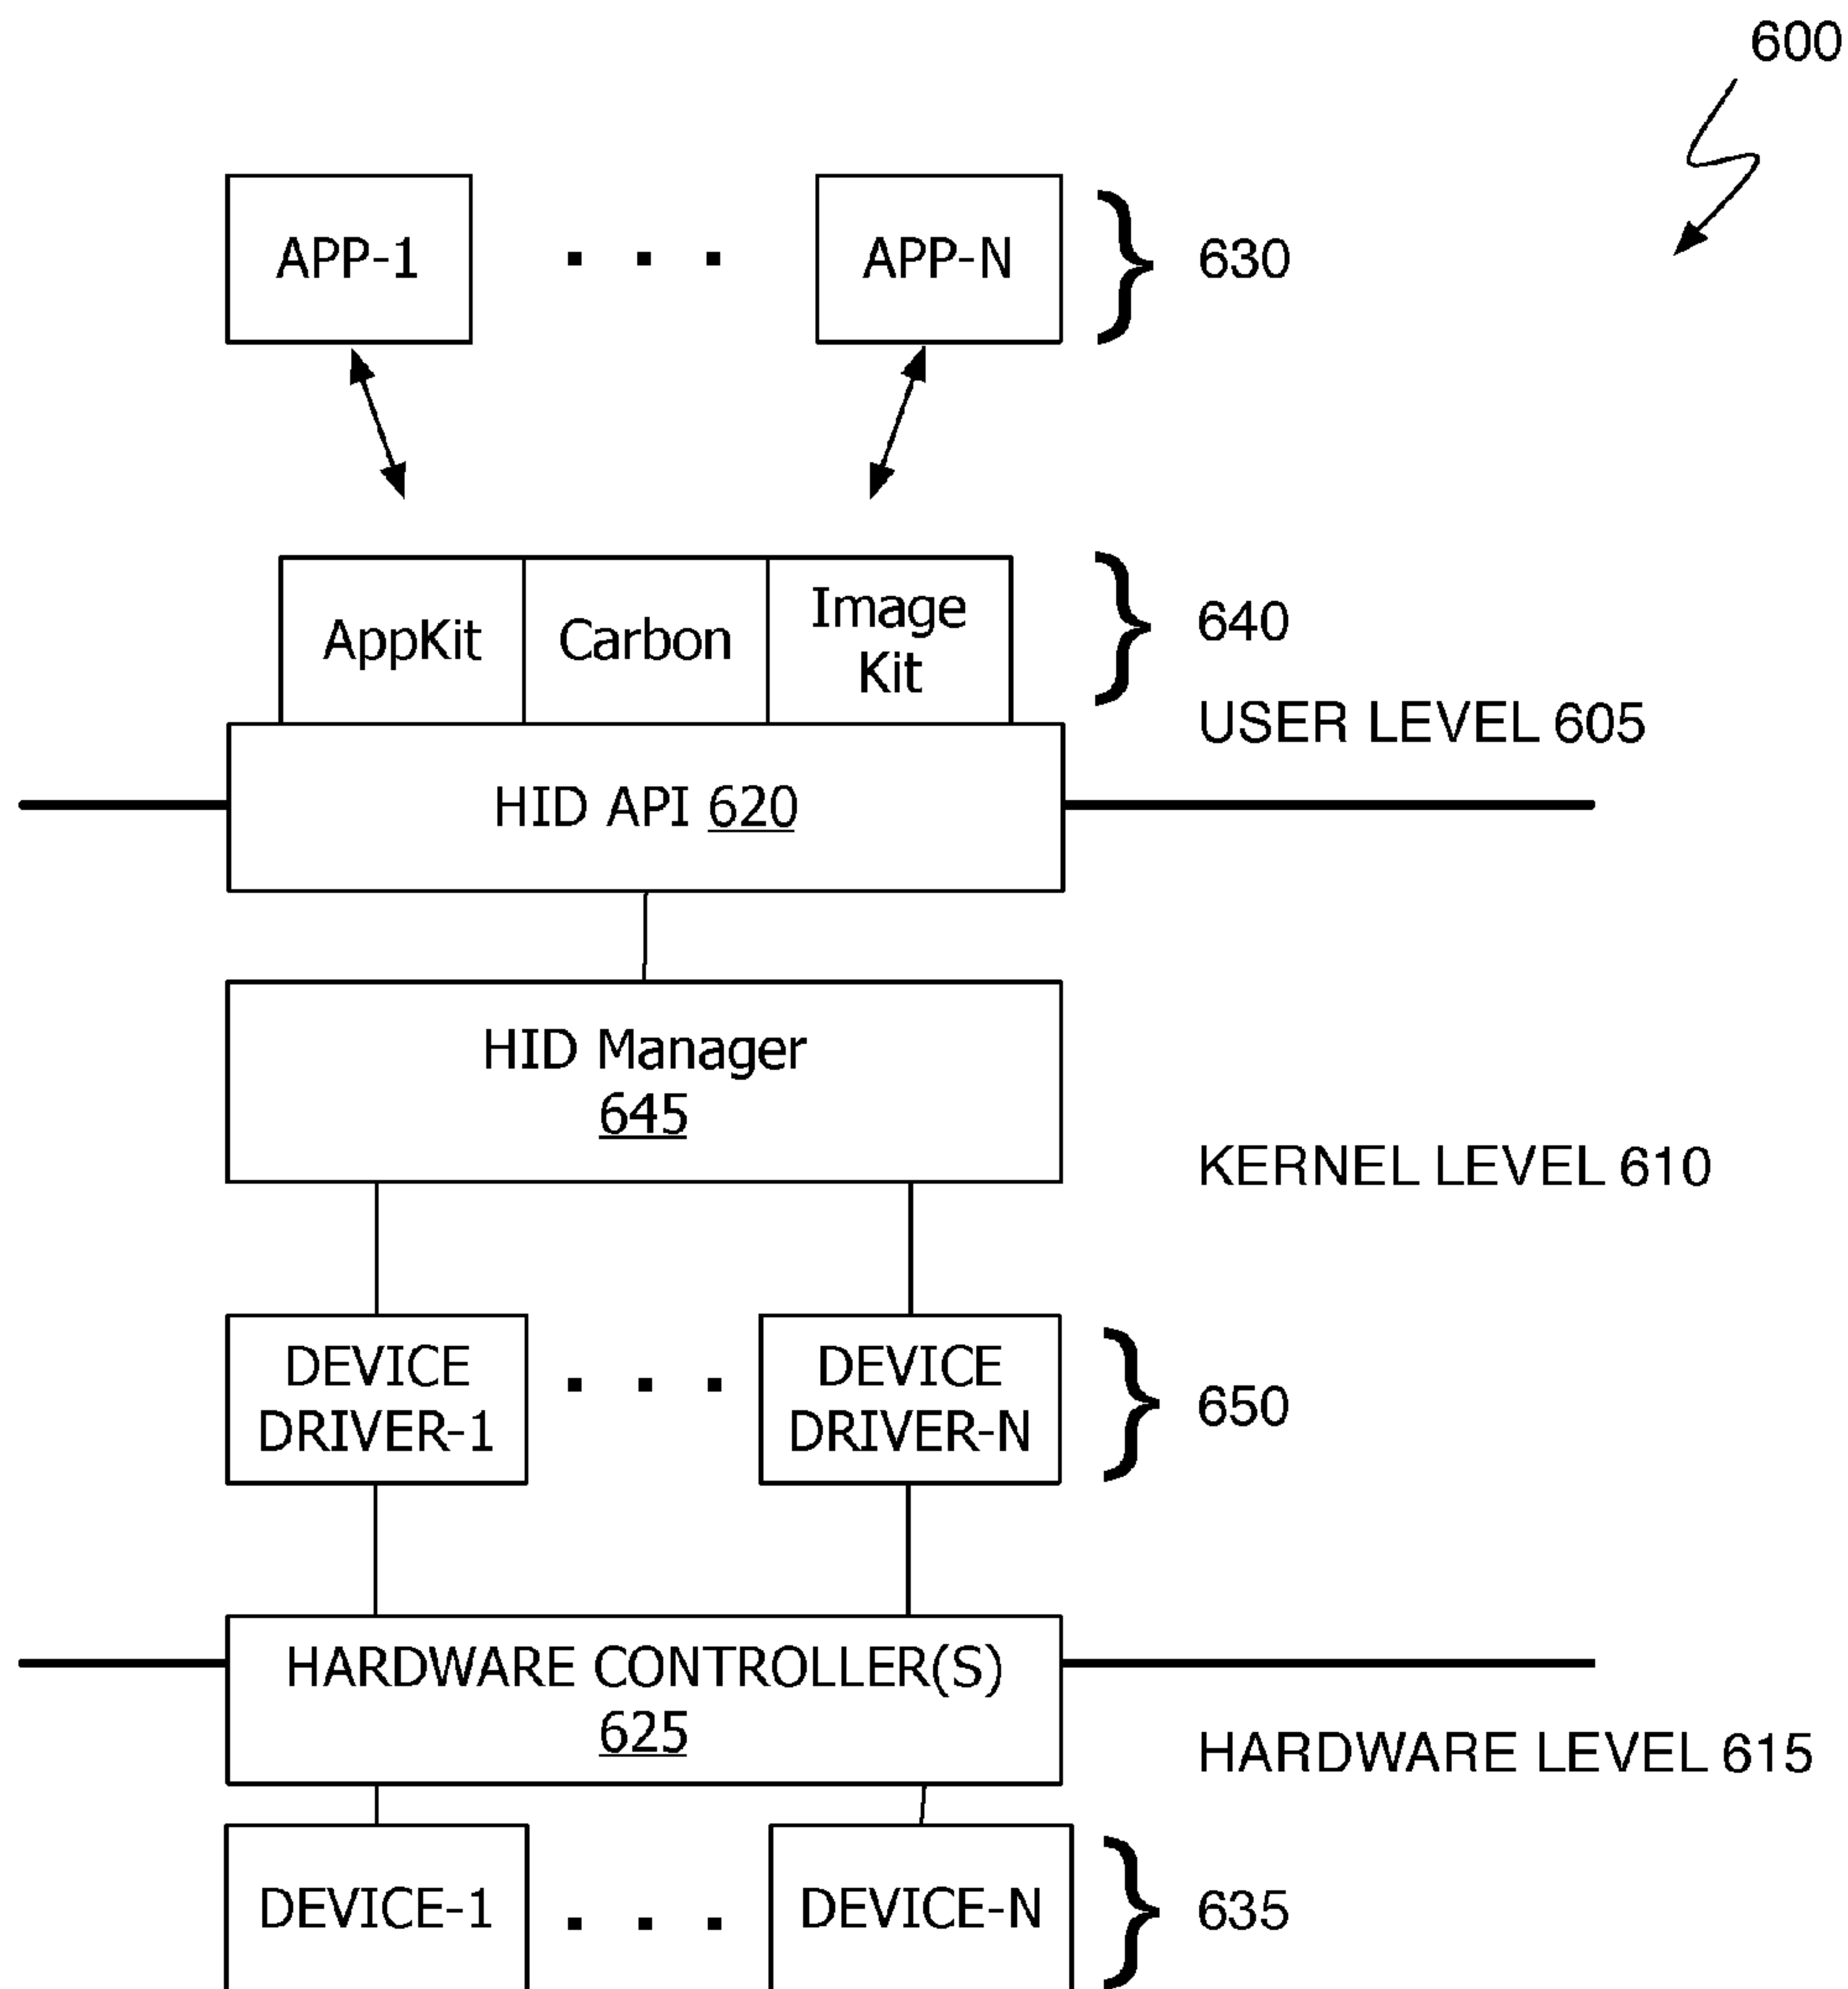 600
APP-1
APP-N
630
AppKit
Carbon
Image
Kit
640
USER LEVEL 605
HID API 620
HID Manager
645
KERNEL LEVEL 610
DEVICE
DRIVER-1
DEVICE
DRIVER-N
650
HARDWARE CONTROLLER(S)
625
HARDWARE LEVEL 615
DEVICE-1
DEVICE-N
635